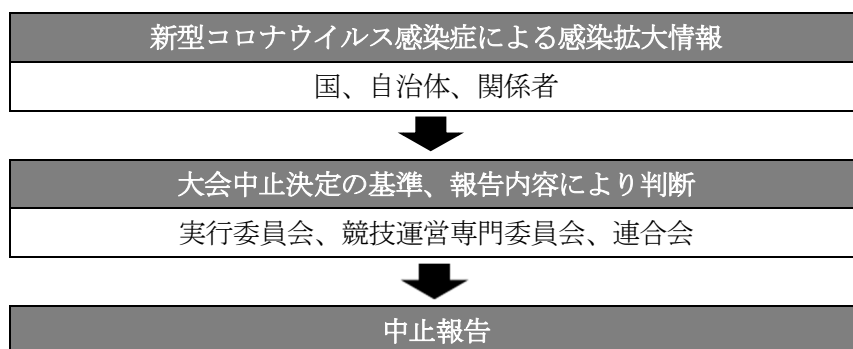 新型コロナウイルス感染症による感染拡大情報
国、自治体、関係者
大会中止決定の基準、報告内容により判断
実行委員会、競技運営専門委員会、連合会
中止報告